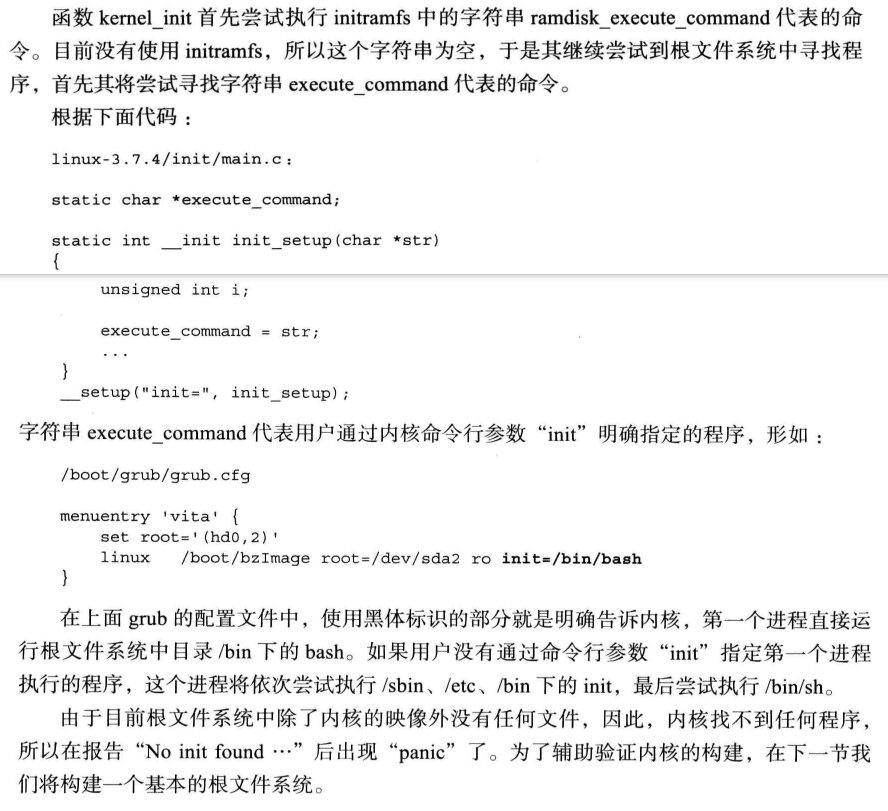 函数 kernel_init 首先尝试执行 initramfs 中的字符串 ramdisk_execute_command 代表的命
令。目前没有使用 initramfs，所以这个字符串为空，于是其继续尝试到根文件系统中寻找程
序，首先其将尝试寻找字符串 execute_command 代表的命令。
根据下面代码：
linux-3.7.4/init/main.c：
static char *execute_command;
static int __init init_setup(char *str)
{
unsigned int i;
execute_command = str;
...
}
__setup("init=", init_setup);
字符串 execute_command 代表用户通过内核命令行参数“init”明确指定的程序，形如：
/boot/grub/grub.cfg
menuentry 'vita' {
set root='(hd0,2)'
linux /boot/bzImage root=/dev/sda2 ro init=/bin/bash
}
在上面 grub 的配置文件中，使用黑体标识的部分就是明确告诉内核，第一个进程直接运
行根文件系统中目录 /bin 下的 bash。如果用户没有通过命令行参数“init”指定第一个进程
执行的程序，这个进程将依次尝试执行 /sbin、/etc、/bin 下的 init，最后尝试执行 /bin/sh。
由于目前根文件系统中除了内核的映像外没有任何文件，因此，内核找不到任何程序，
所以在报告“No init found …”后出现“panic”了。为了辅助验证内核的构建，在下一节我
们将构建一个基本的根文件系统。